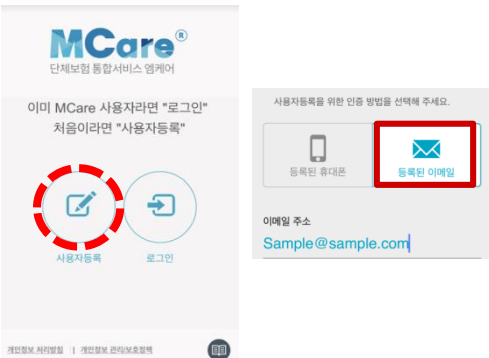 MCare®
단체보험 통합서비스 엠케어
이미 MCare 사용자라면 "로그인"
처음이라면 "사용자등록"
사용자등록
로그인
개인정보 처리방침 | 개인정보 관리/보호정책
사용자등록을 위한 인증 방법을 선택해 주세요.
등록된 휴대폰
등록된 이메일
이메일 주소
Sample@sample.com